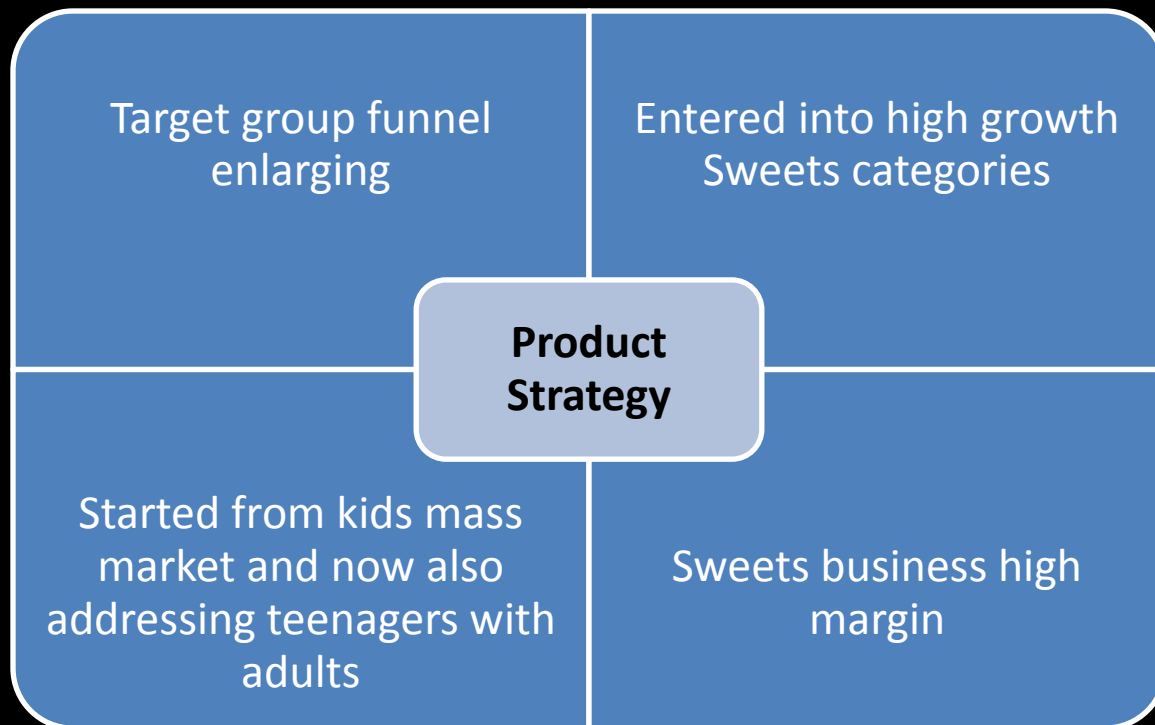 Target group funnel
enlarging
Entered into high growth
Sweets categories
Product
Strategy
Started from kids mass
market and now also
addressing teenagers with
adults
Sweets business high
margin